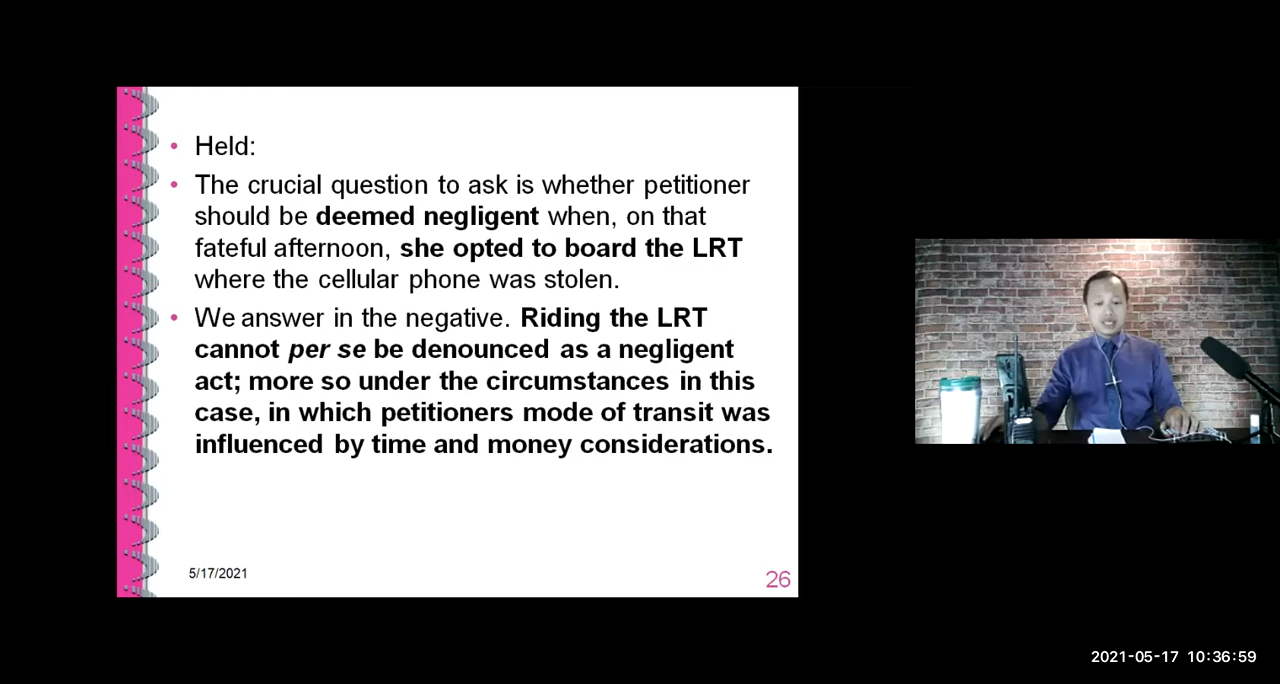 Held:
The crucial question to ask is whether petitioner
should be deemed negligent when, on that
fateful afternoon, she opted to board the LRT
where the cellular phone was stolen.
We answer in the negative. Riding the LRT
cannot per se be denounced as a negligent
act; more so under the circumstances in this
case, in which petitioners mode of transit was
influenced by time and money considerations.
5/17/2021
26
2021-05-17 10:36:59